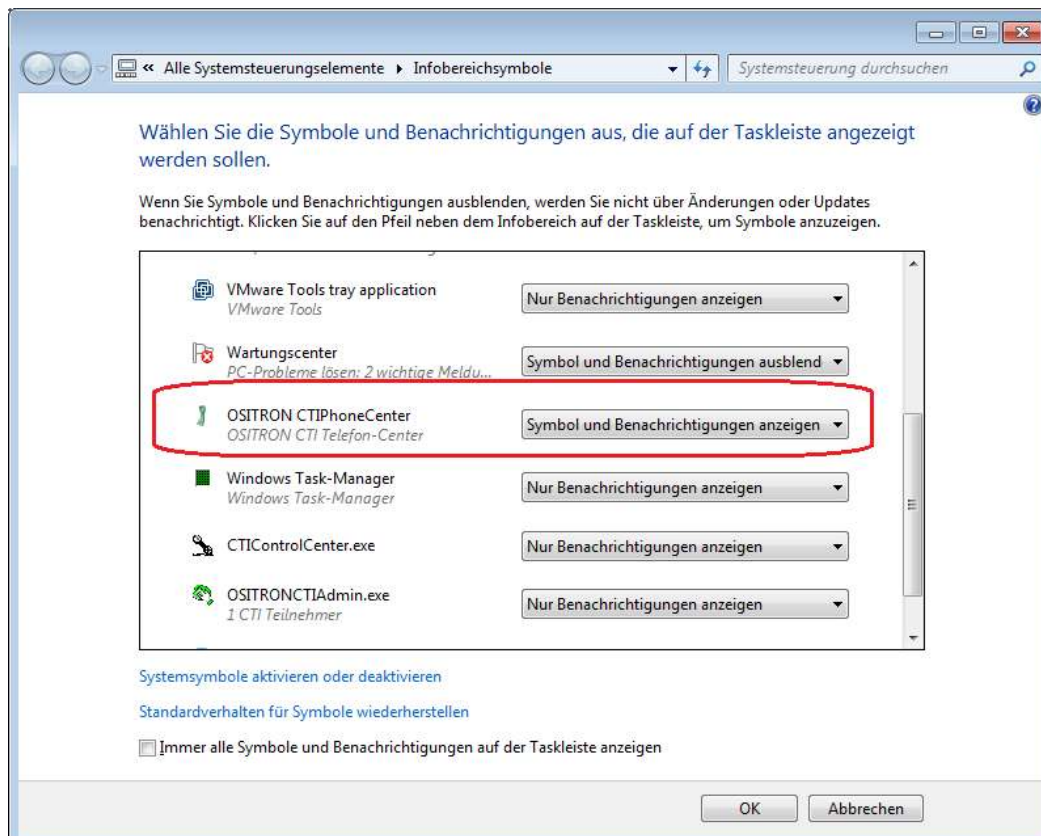 « Alle Systemsteuerungselemente ▸ Infobereichsymbole
Systemsteuerung durchsuchen
Wählen Sie die Symbole und Benachrichtigungen aus, die auf der Taskleiste angezeigt
werden sollen.
Wenn Sie Symbole und Benachrichtigungen ausblenden, werden Sie nicht über Änderungen oder Updates
benachrichtigt. Klicken Sie auf den Pfeil neben dem Infobereich auf der Taskleiste, um Symbole anzuzeigen.
VMware Tools tray application
VMware Tools
Nur Benachrichtigungen anzeigen
Wartungscenter
PC-Probleme lösen: 2 wichtige Meldu...
Symbol und Benachrichtigungen ausblend
OSITRON CTIPhoneCenter
OSITRON CTI Telefon-Center
Symbol und Benachrichtigungen anzeigen
Windows Task-Manager
Windows Task-Manager
Nur Benachrichtigungen anzeigen
CTIControlCenter.exe
Nur Benachrichtigungen anzeigen
OSITRONCTIAdmin.exe
1 CTI Teilnehmer
Nur Benachrichtigungen anzeigen
Systemsymbole aktivieren oder deaktivieren
Standardverhalten für Symbole wiederherstellen
Immer alle Symbole und Benachrichtigungen auf der Taskleiste anzeigen
OK
Abbrechen